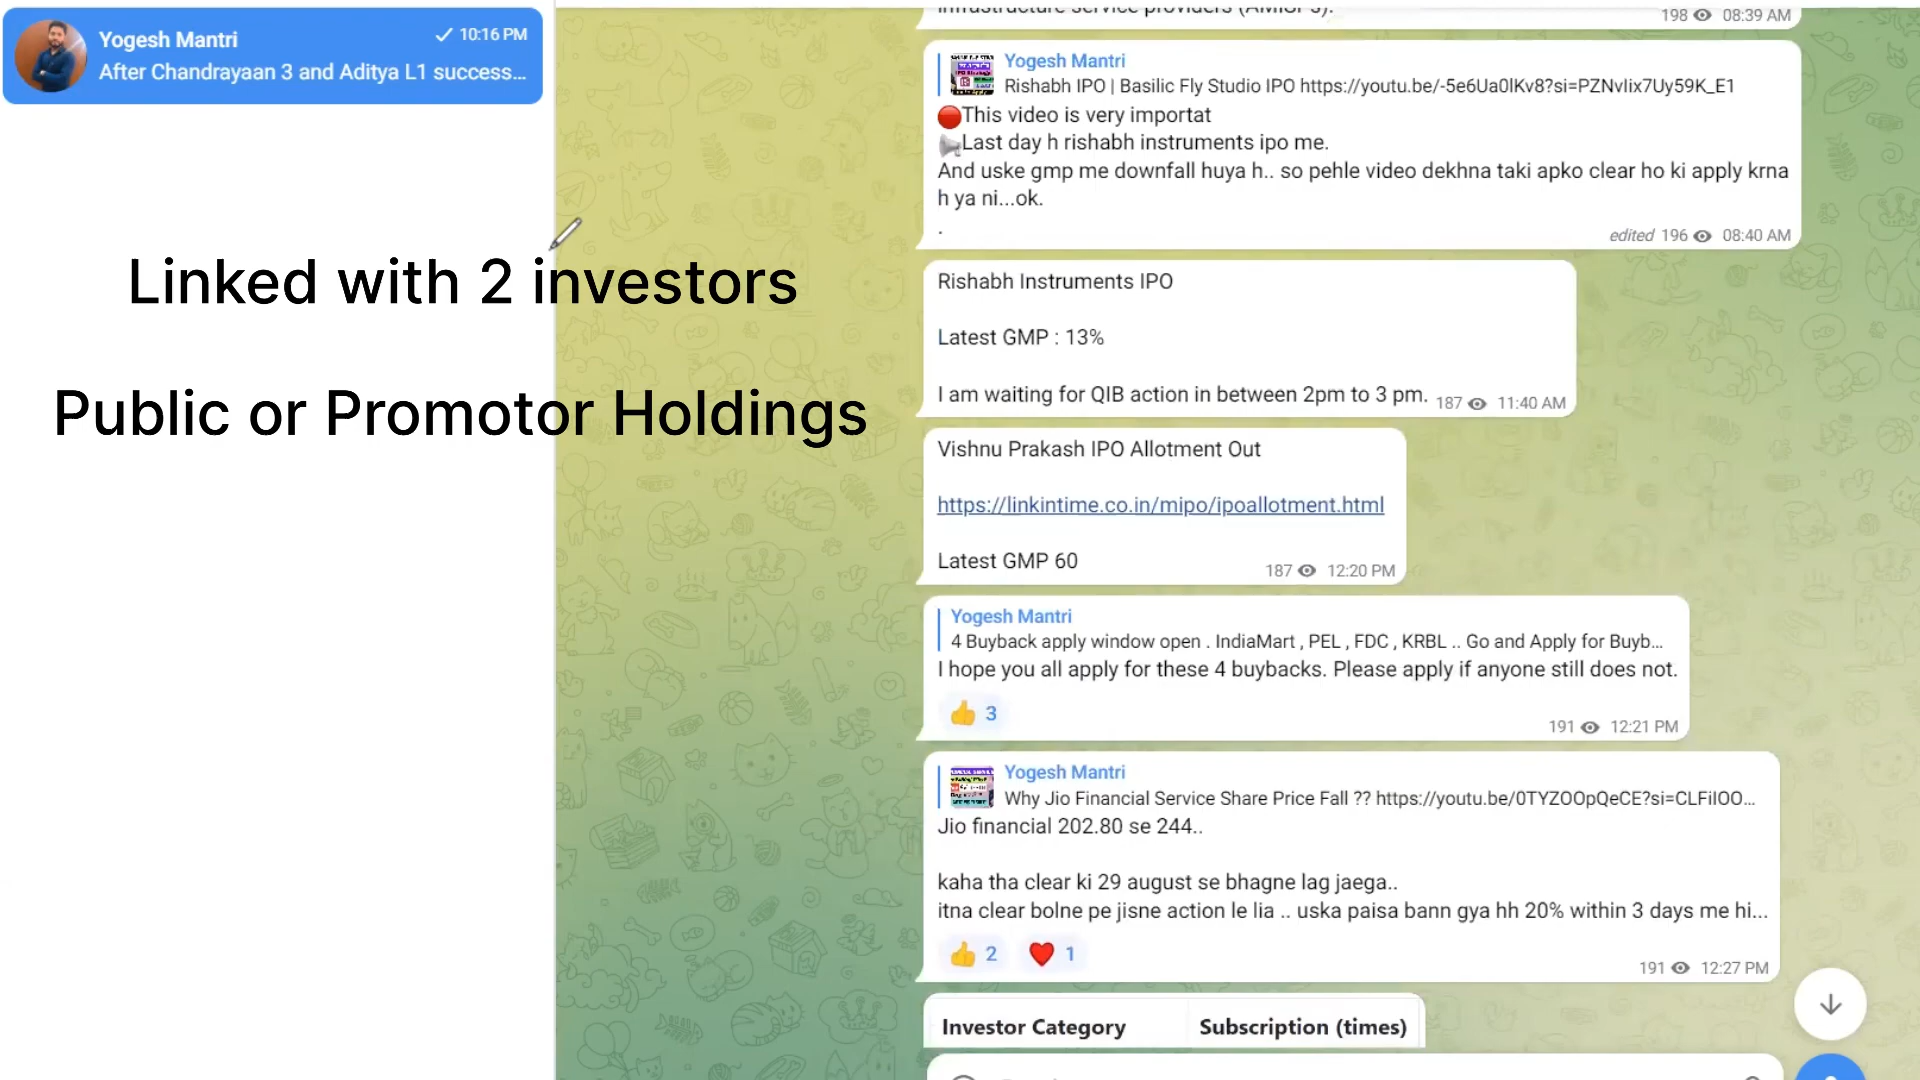 Yogesh Mantri
10:16 PM
After Chandrayaan 3 and Aditya L1 success...
Linked with 2 investors
Public or Promotor Holdings
infrastructure service providers (AMISPs).
198 08:39 AM
Yogesh Mantri
Rishabh IPO | Basilic Fly Studio IPO https://youtu.be/-5e6Ua0lKv8?si=PZNvIix7Uy59K_E1
This video is very importat
Last day h rishabh instruments ipo me.
And uske gmp me downfall huya h.. so pehle video dekhna taki apko clear ho ki apply krna
h ya ni...ok.
.
edited 196 08:40 AM
Rishabh Instruments IPO
Latest GMP : 13%
I am waiting for QIB action in between 2pm to 3 pm.
187 11:40 AM
Vishnu Prakash IPO Allotment Out
https://linkintime.co.in/mipo/ipoallotment.html
Latest GMP 60
187 12:20 PM
Yogesh Mantri
4 Buyback apply window open . IndiaMart , PEL , FDC , KRBL .. Go and Apply for Buyb...
I hope you all apply for these 4 buybacks. Please apply if anyone still does not.
3
191 12:21 PM
Yogesh Mantri
Why Jio Financial Service Share Price Fall ?? https://youtu.be/0TYZOOpQeCE?si=CLFiIOO...
Jio financial 202.80 se 244..
kaha tha clear ki 29 august se bhagne lag jaega..
itna clear bolne pe jisne action le lia .. uska paisa bann gya hh 20% within 3 days me hi...
2 1
191 12:27 PM
Investor Category Subscription (times)